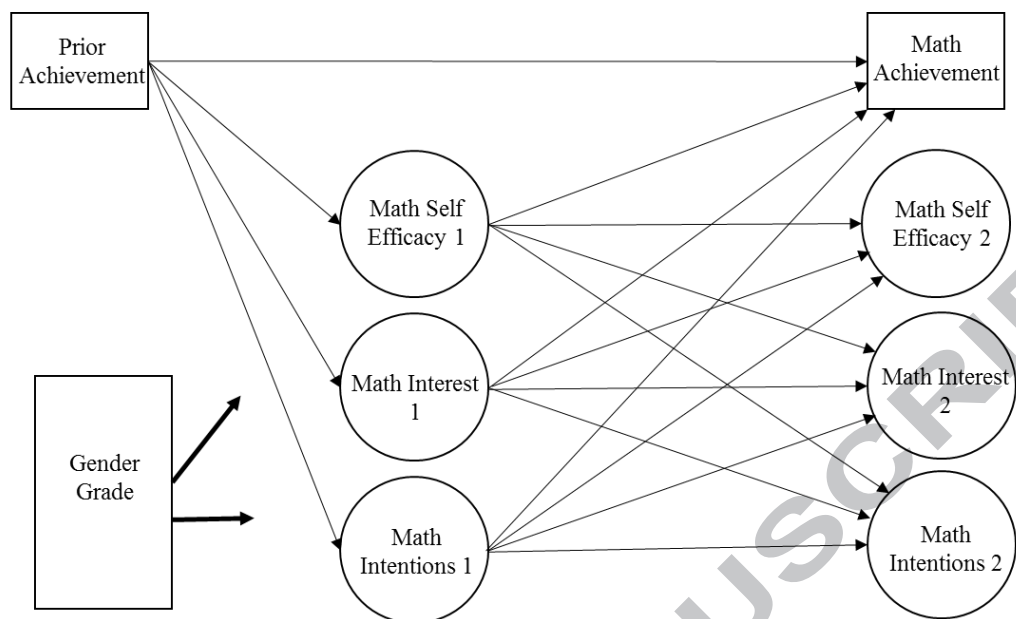 Prior
Achievement
Math
Achievement
Math Self
Efficacy 1
Math Self
Efficacy 2
Math Interest
1
Math Interest
2
Gender
Grade
Math
Intentions 1
Math
Intentions 2